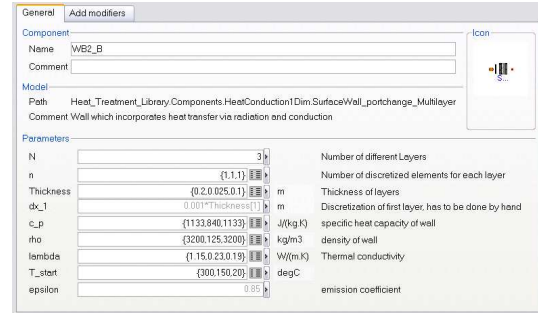 General Add modifiers
Component Icon
Name WB2_B
Comment
S...
Model
Path Heat_Treatment_Library.Components.HeatConduction1Dim.SurfaceWall_portchange_Multilayer
Comment Wall which incorporates heat transfer via radiation and conduction
Parameters
N 3 Number of different Layers
n {1,1,1} Number of discretized elements for each layer
Thickness {0.2,0.025,0.1} m Thickness of layers
dx_1 0.001*Thickness[1] m Discretization of first layer, has to be done by hand
c_p {1133,840,1133} J/(kg.K) specific heat capacity of wall
rho {3200,125,3200} kg/m3 density of wall
lambda {1.15,0.23,0.19} W/(m.K) Thermal conductivity
T_start {300,150,20} degC
epsilon 0.85 emission coefficient